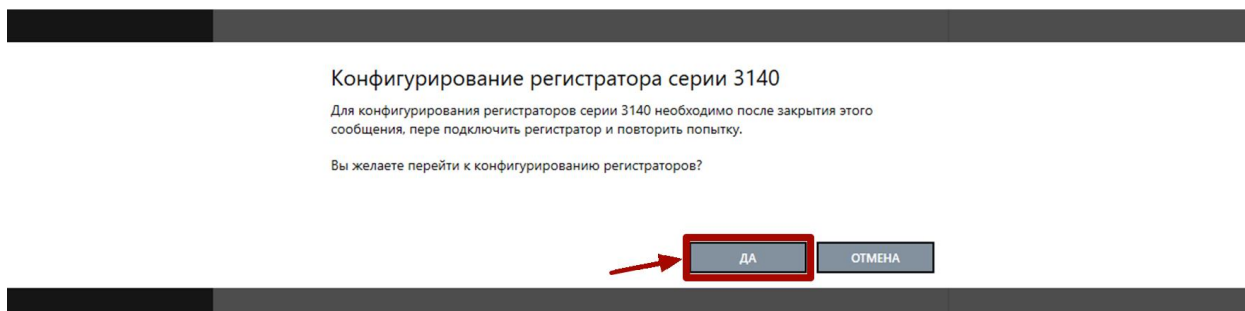 Конфигурирование регистратора серии 3140
Для конфигурирования регистраторов серии 3140 необходимо после закрытия этого
сообщения, пере подключить регистратор и повторить попытку.
Вы желаете перейти к конфигурированию регистраторов?
ДА ОТМЕНА